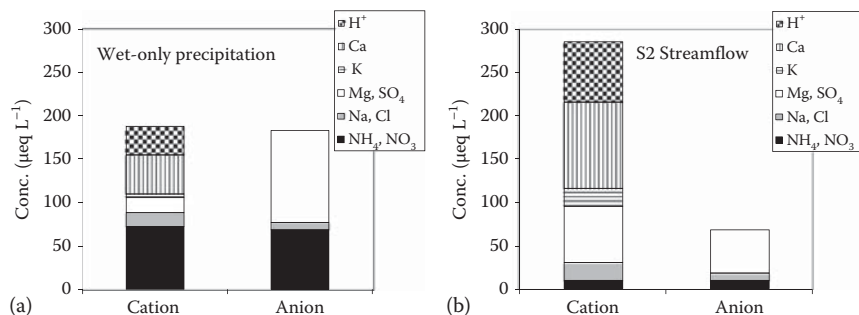 300
250
200
150
100
50
0
Conc. (µeq L⁻¹)
Wet-only precipitation
H⁺
Ca
K
Mg, SO₄
Na, Cl
NH₄, NO₃
Cation Anion
(a)
300
250
200
150
100
50
0
Conc. (µeq L⁻¹)
S2 Streamflow
H⁺
Ca
K
Mg, SO₄
Na, Cl
NH₄, NO₃
Cation Anion
(b)